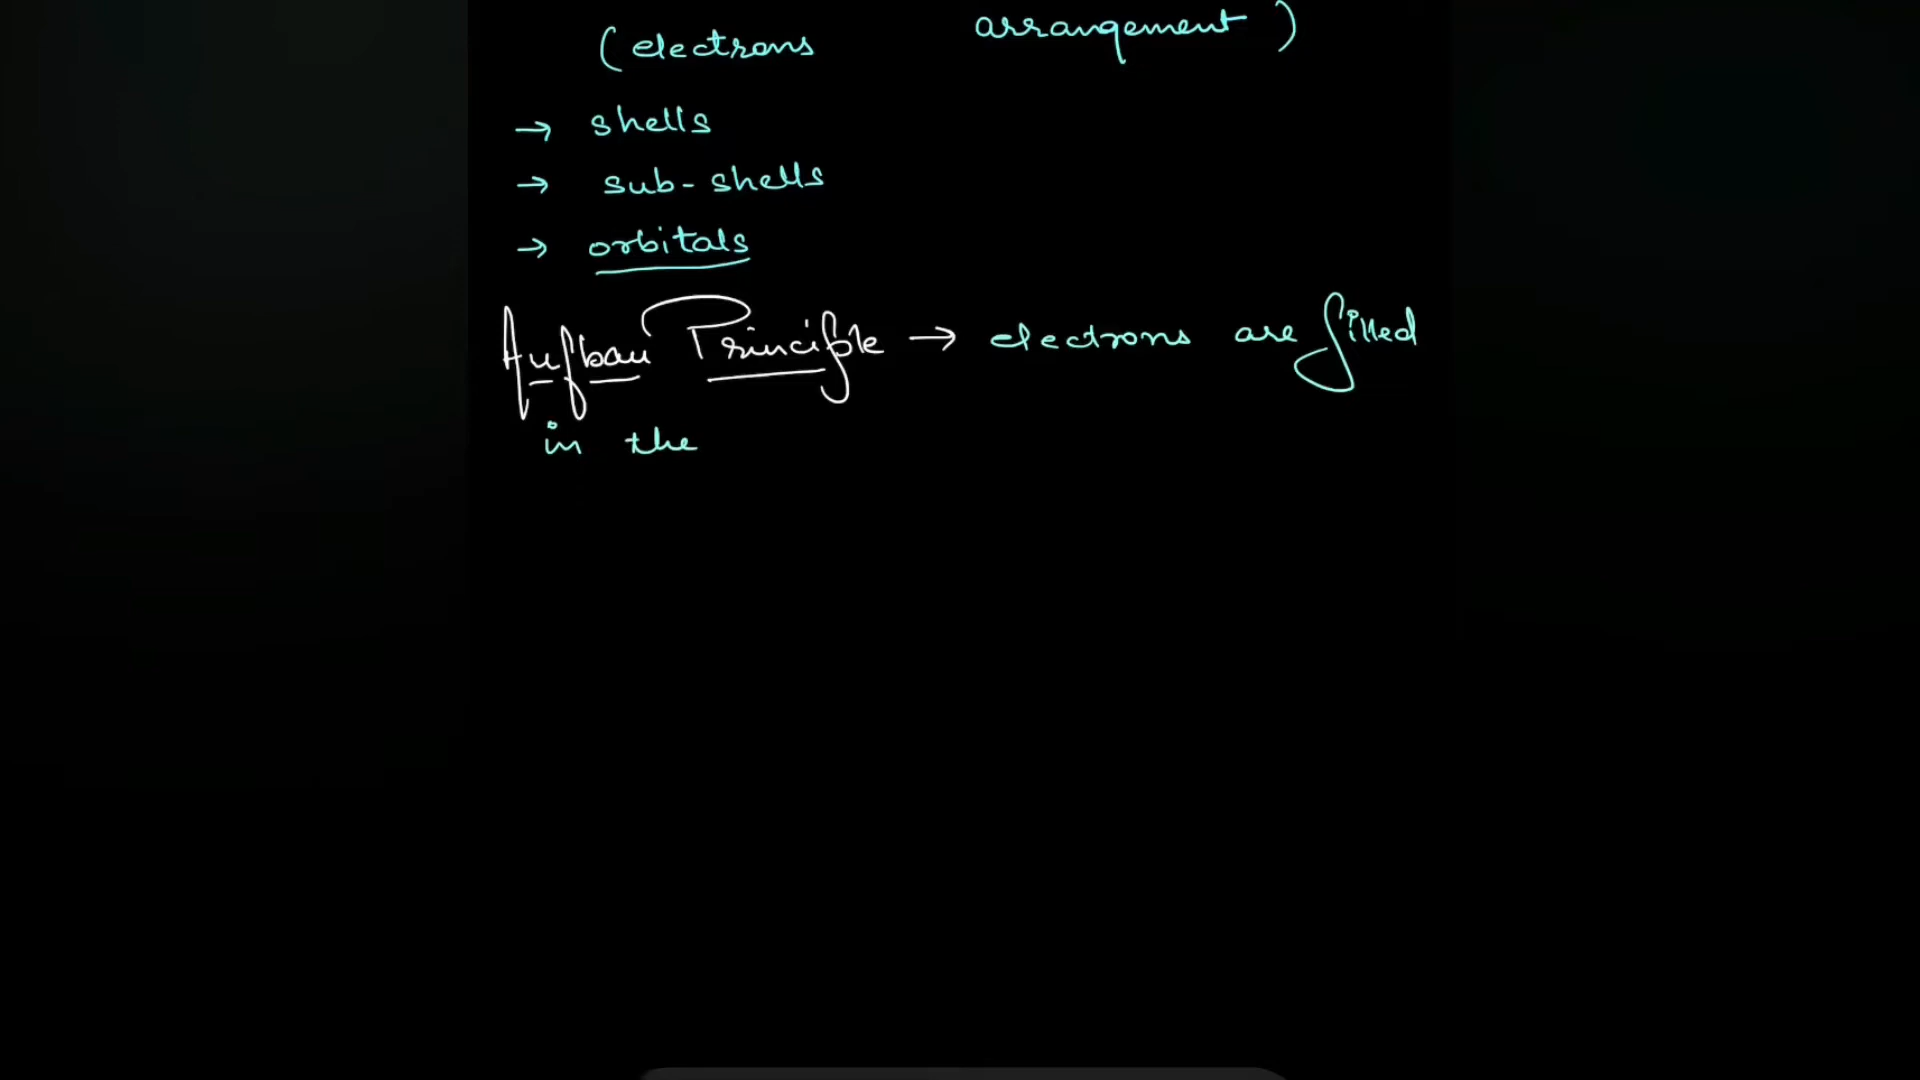 (electrons arrangement)
→ shells
→ sub-shells
→ orbitals
Aufbau Principle → electrons are filled
in the